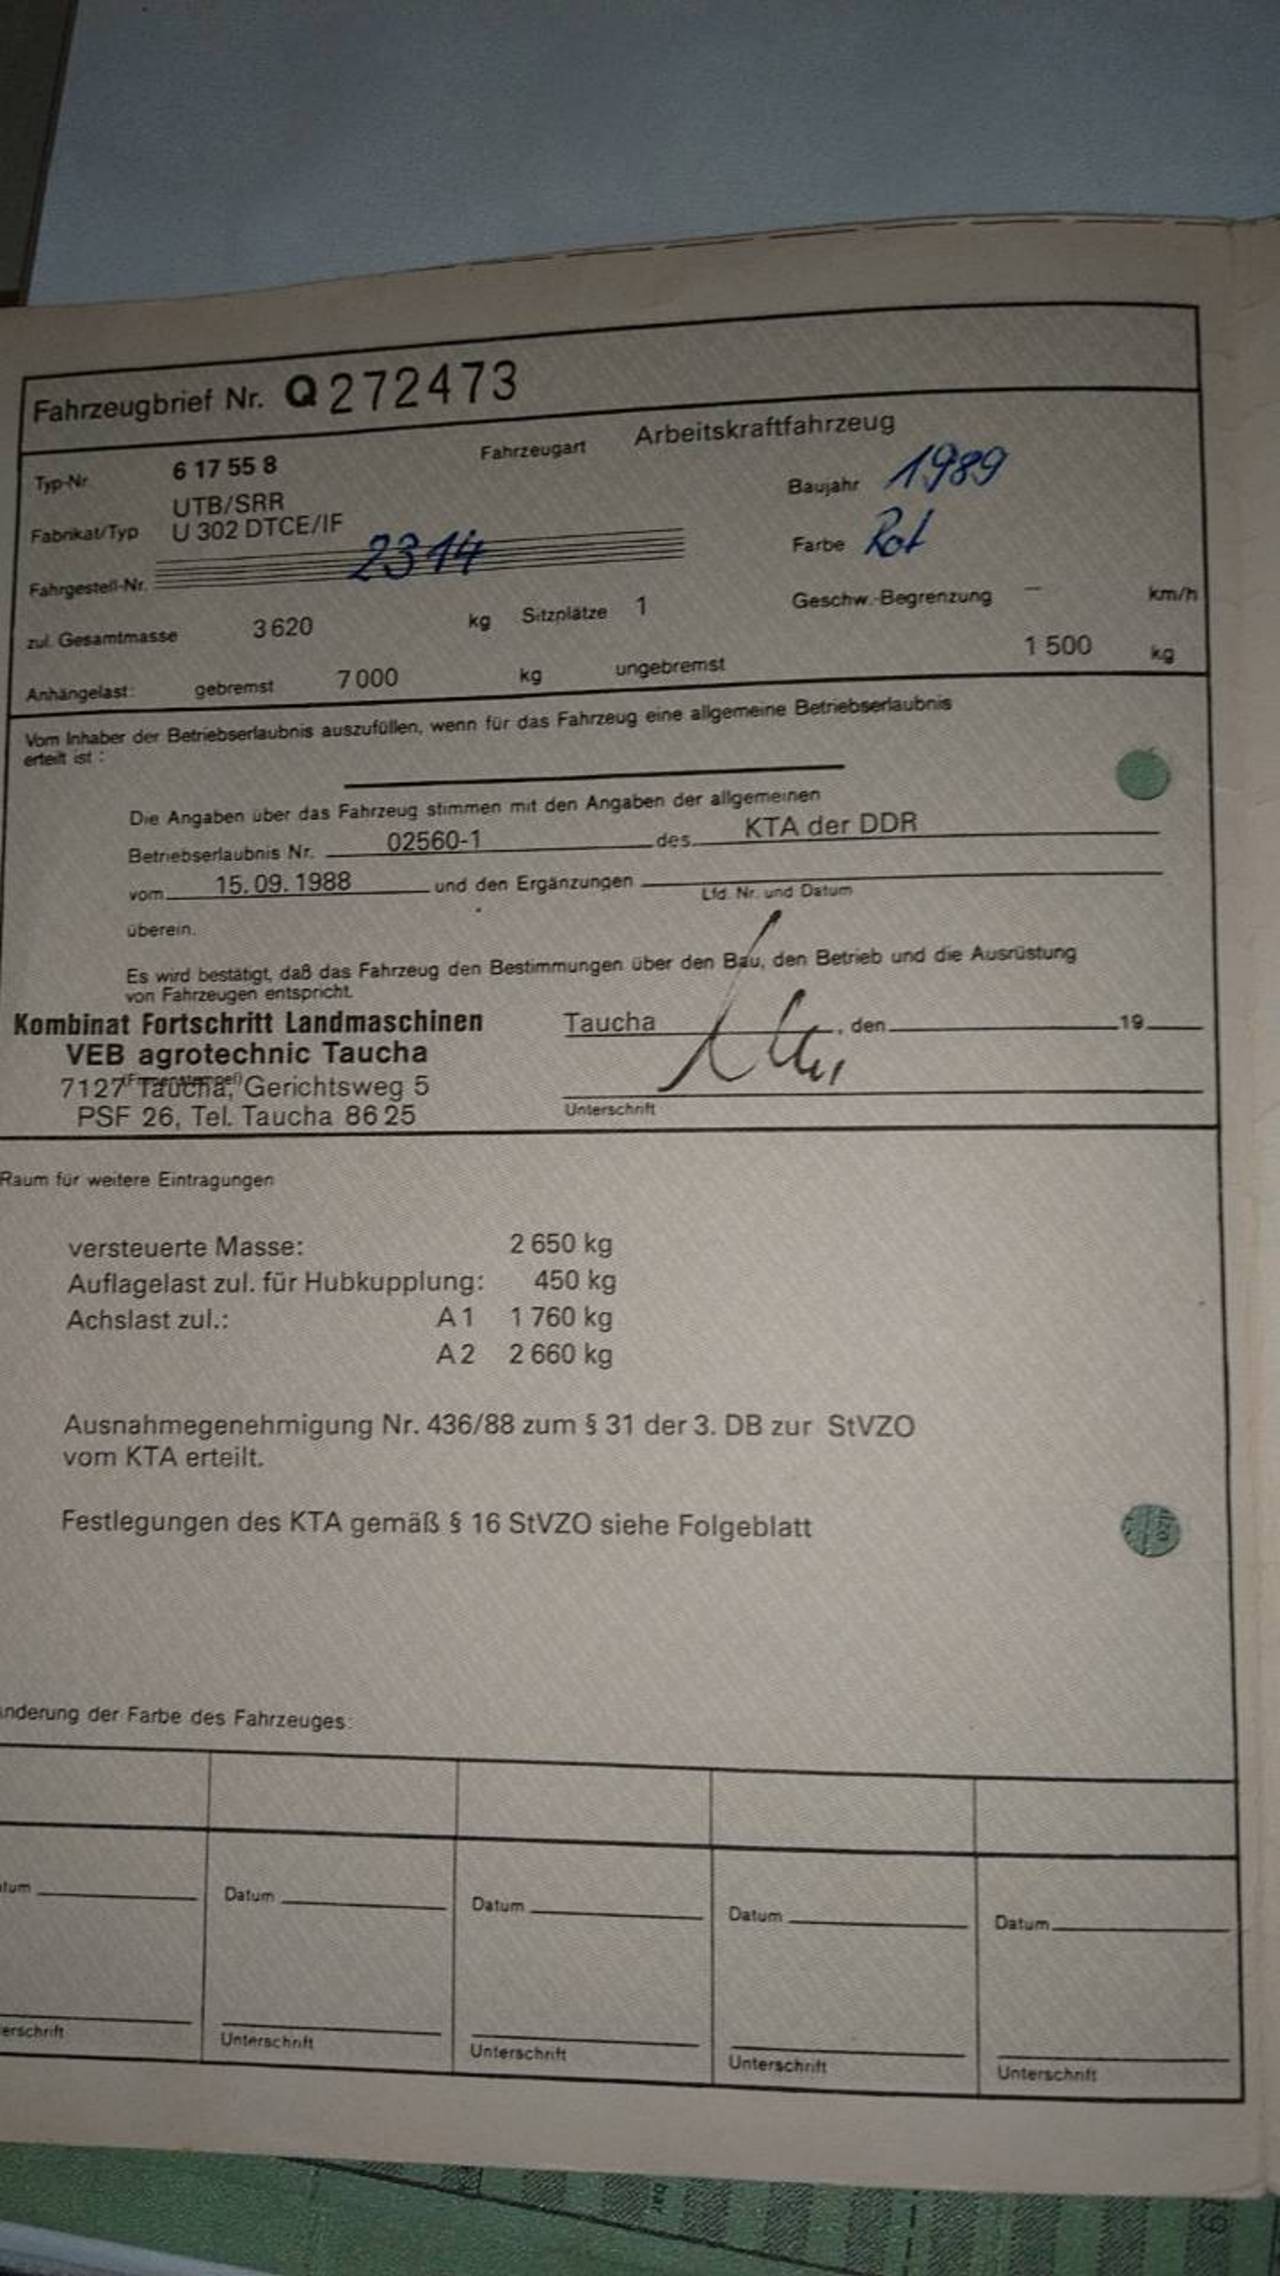 Fahrzeugbrief Nr. Q272473
Typ-Nr. 6 17 55 8 Fahrzeugart Arbeitskraftfahrzeug
Fabrikat/Typ UTB/SRR
U 302 DTCE/IF
Baujahr 1989
Fahrgestell-Nr. 2314
Farbe Rot
zul. Gesamtmasse 3 620 kg Sitzplätze 1 Geschw.-Begrenzung — km/h
Anhängelast: gebremst 7 000 kg ungebremst 1 500 kg
Vom Inhaber der Betriebserlaubnis auszufüllen, wenn für das Fahrzeug eine allgemeine Betriebserlaubnis
erteilt ist :
Die Angaben über das Fahrzeug stimmen mit den Angaben der allgemeinen
Betriebserlaubnis Nr. 02560-1 des KTA der DDR
vom 15. 09. 1988 und den Ergänzungen
Lfd. Nr. und Datum
überein.
Es wird bestätigt, daß das Fahrzeug den Bestimmungen über den Bau, den Betrieb und die Ausrüstung
von Fahrzeugen entspricht.
Kombinat Fortschritt Landmaschinen
VEB agrotechnic Taucha
(Firmenstempel)
7127 Taucha, Gerichtsweg 5
PSF 26, Tel. Taucha 86 25
Taucha , den 19
Unterschrift
Raum für weitere Eintragungen
versteuerte Masse: 2 650 kg
Auflagelast zul. für Hubkupplung: 450 kg
Achslast zul.: A 1 1 760 kg
A 2 2 660 kg
Ausnahmegenehmigung Nr. 436/88 zum § 31 der 3. DB zur StVZO
vom KTA erteilt.
Festlegungen des KTA gemäß § 16 StVZO siehe Folgeblatt
nderung der Farbe des Fahrzeuges:
tum Datum Datum Datum Datum
erschrift Unterschrift Unterschrift Unterschrift Unterschrift
bar